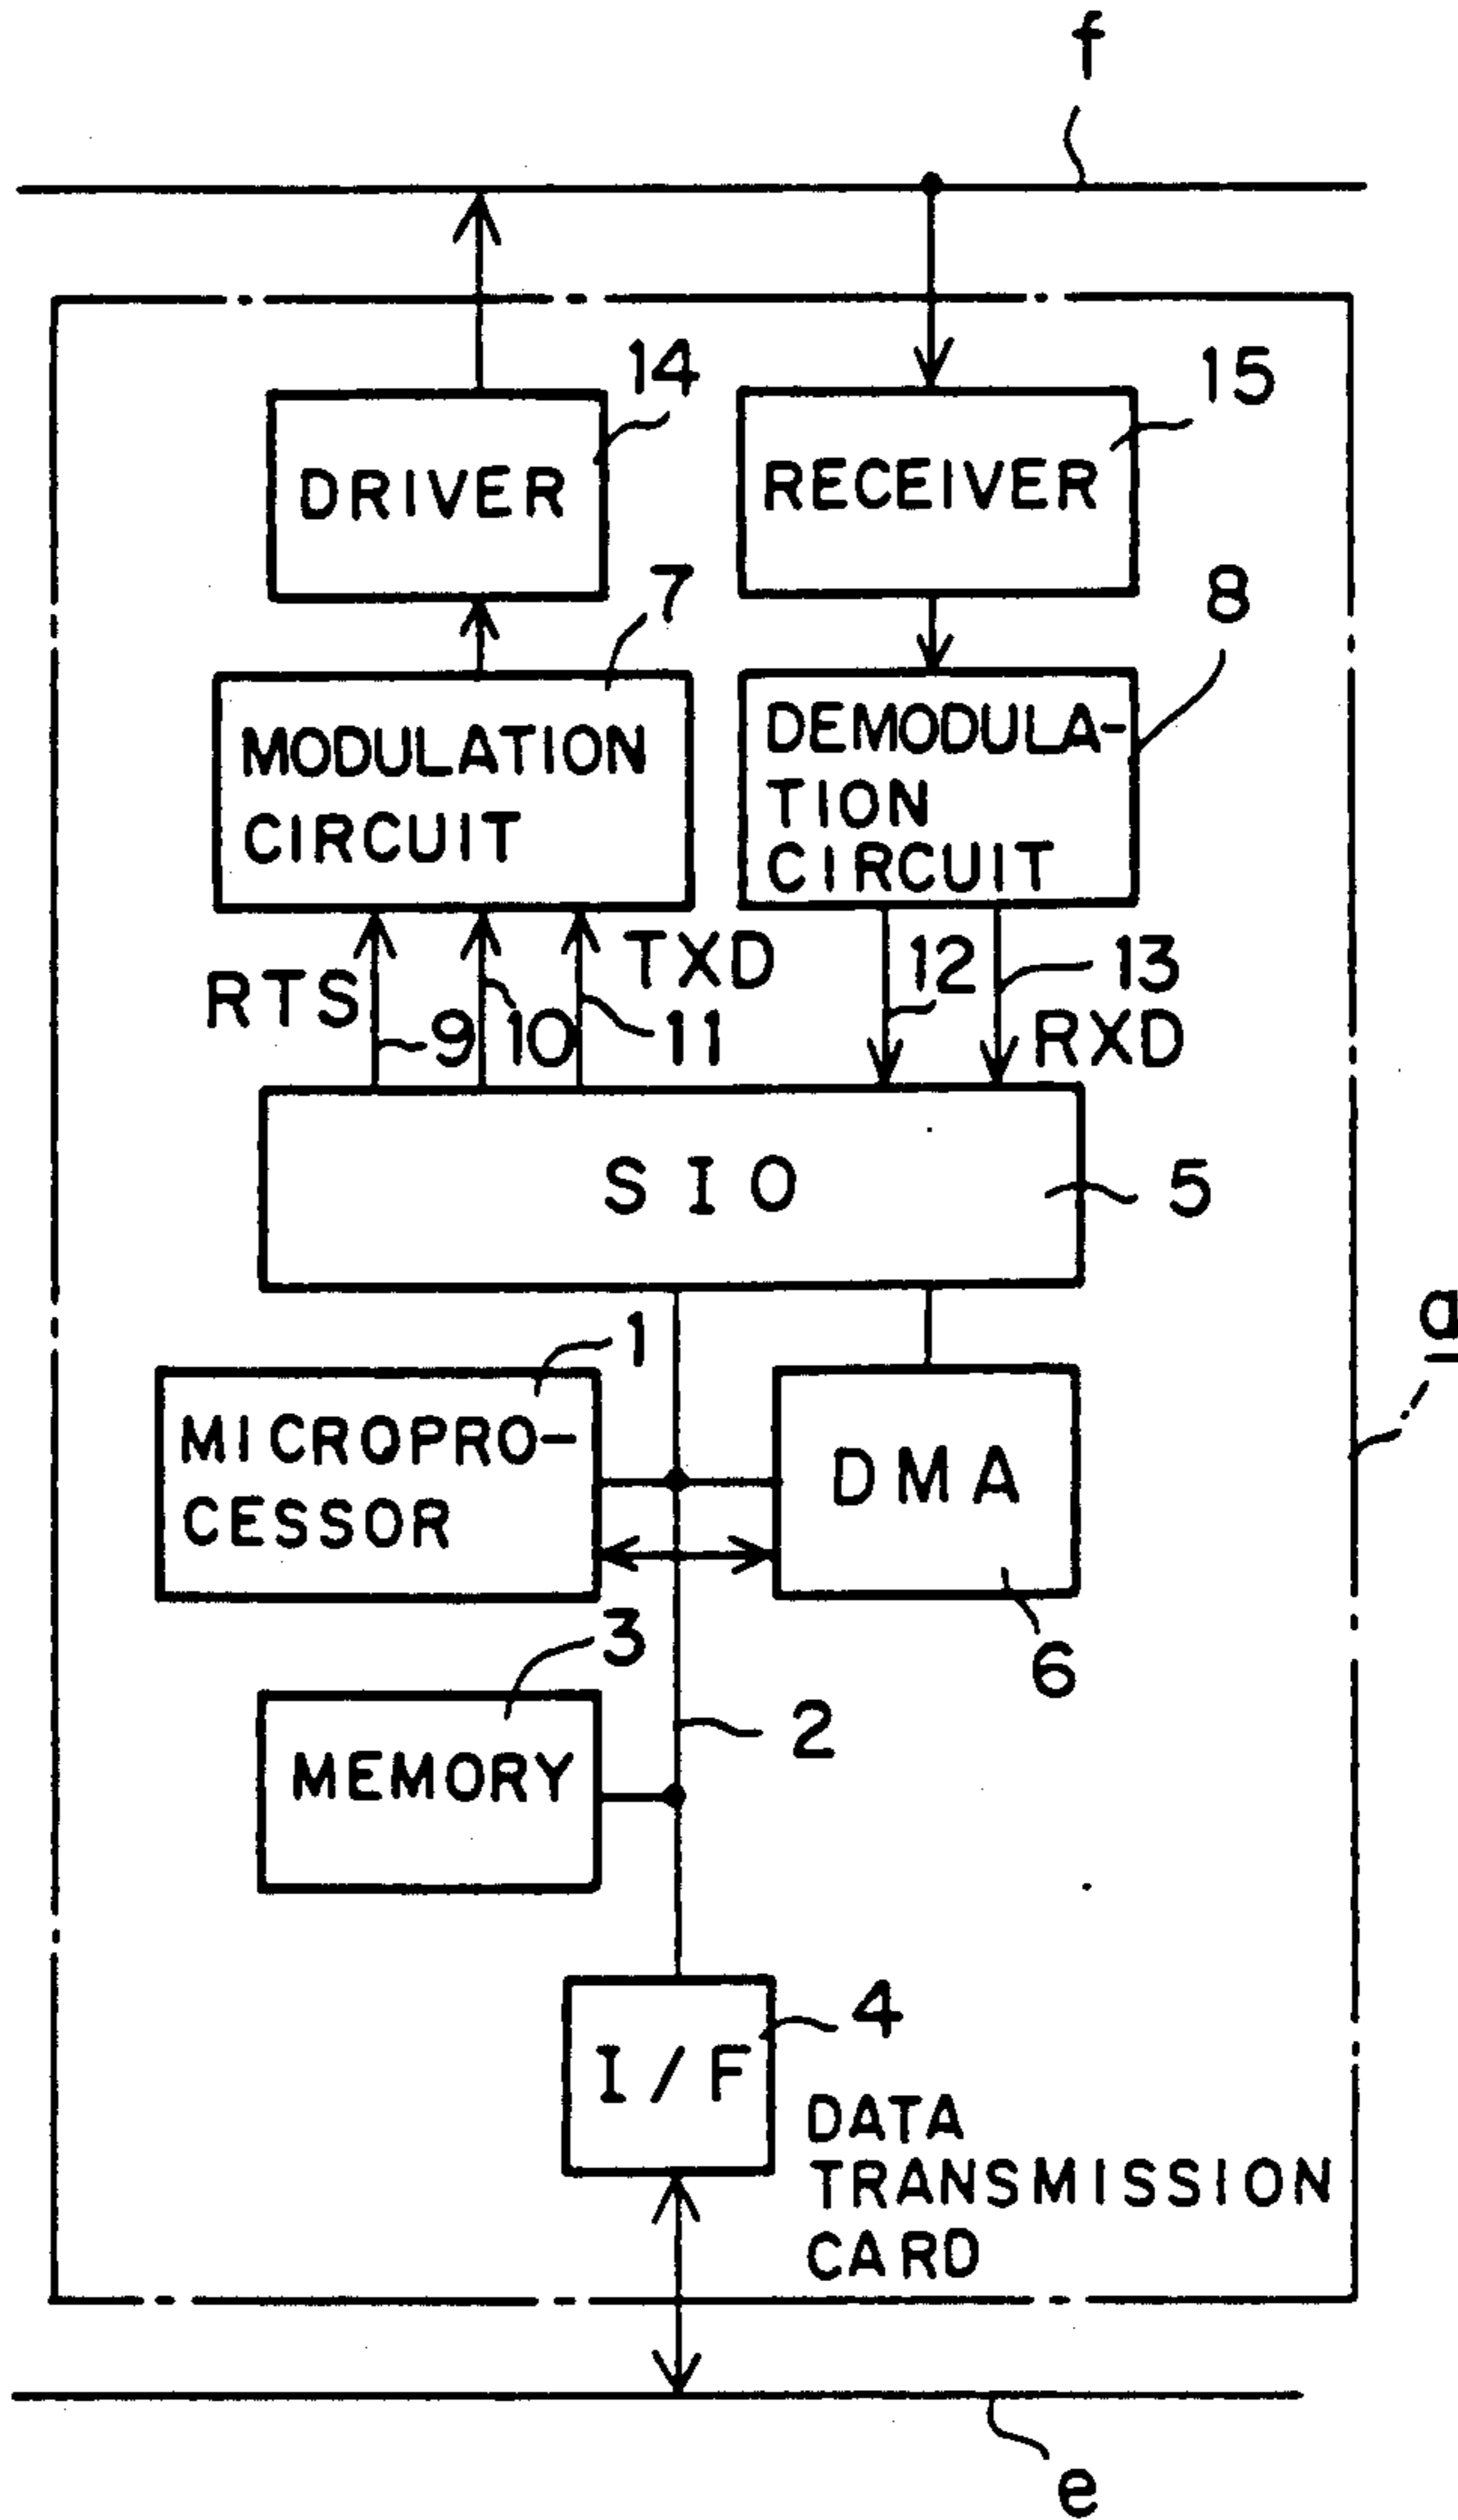 f
14
15
DRIVER
RECEIVER
7
8
MODULATION
CIRCUIT
DEMODULA-
TION
CIRCUIT
RTS
9
10
TXD
11
12
13
RXD
SIO
5
a
1
MICROPRO-
CESSOR
DMA
3
6
2
MEMORY
4
I/F
DATA
TRANSMISSION
CARD
e